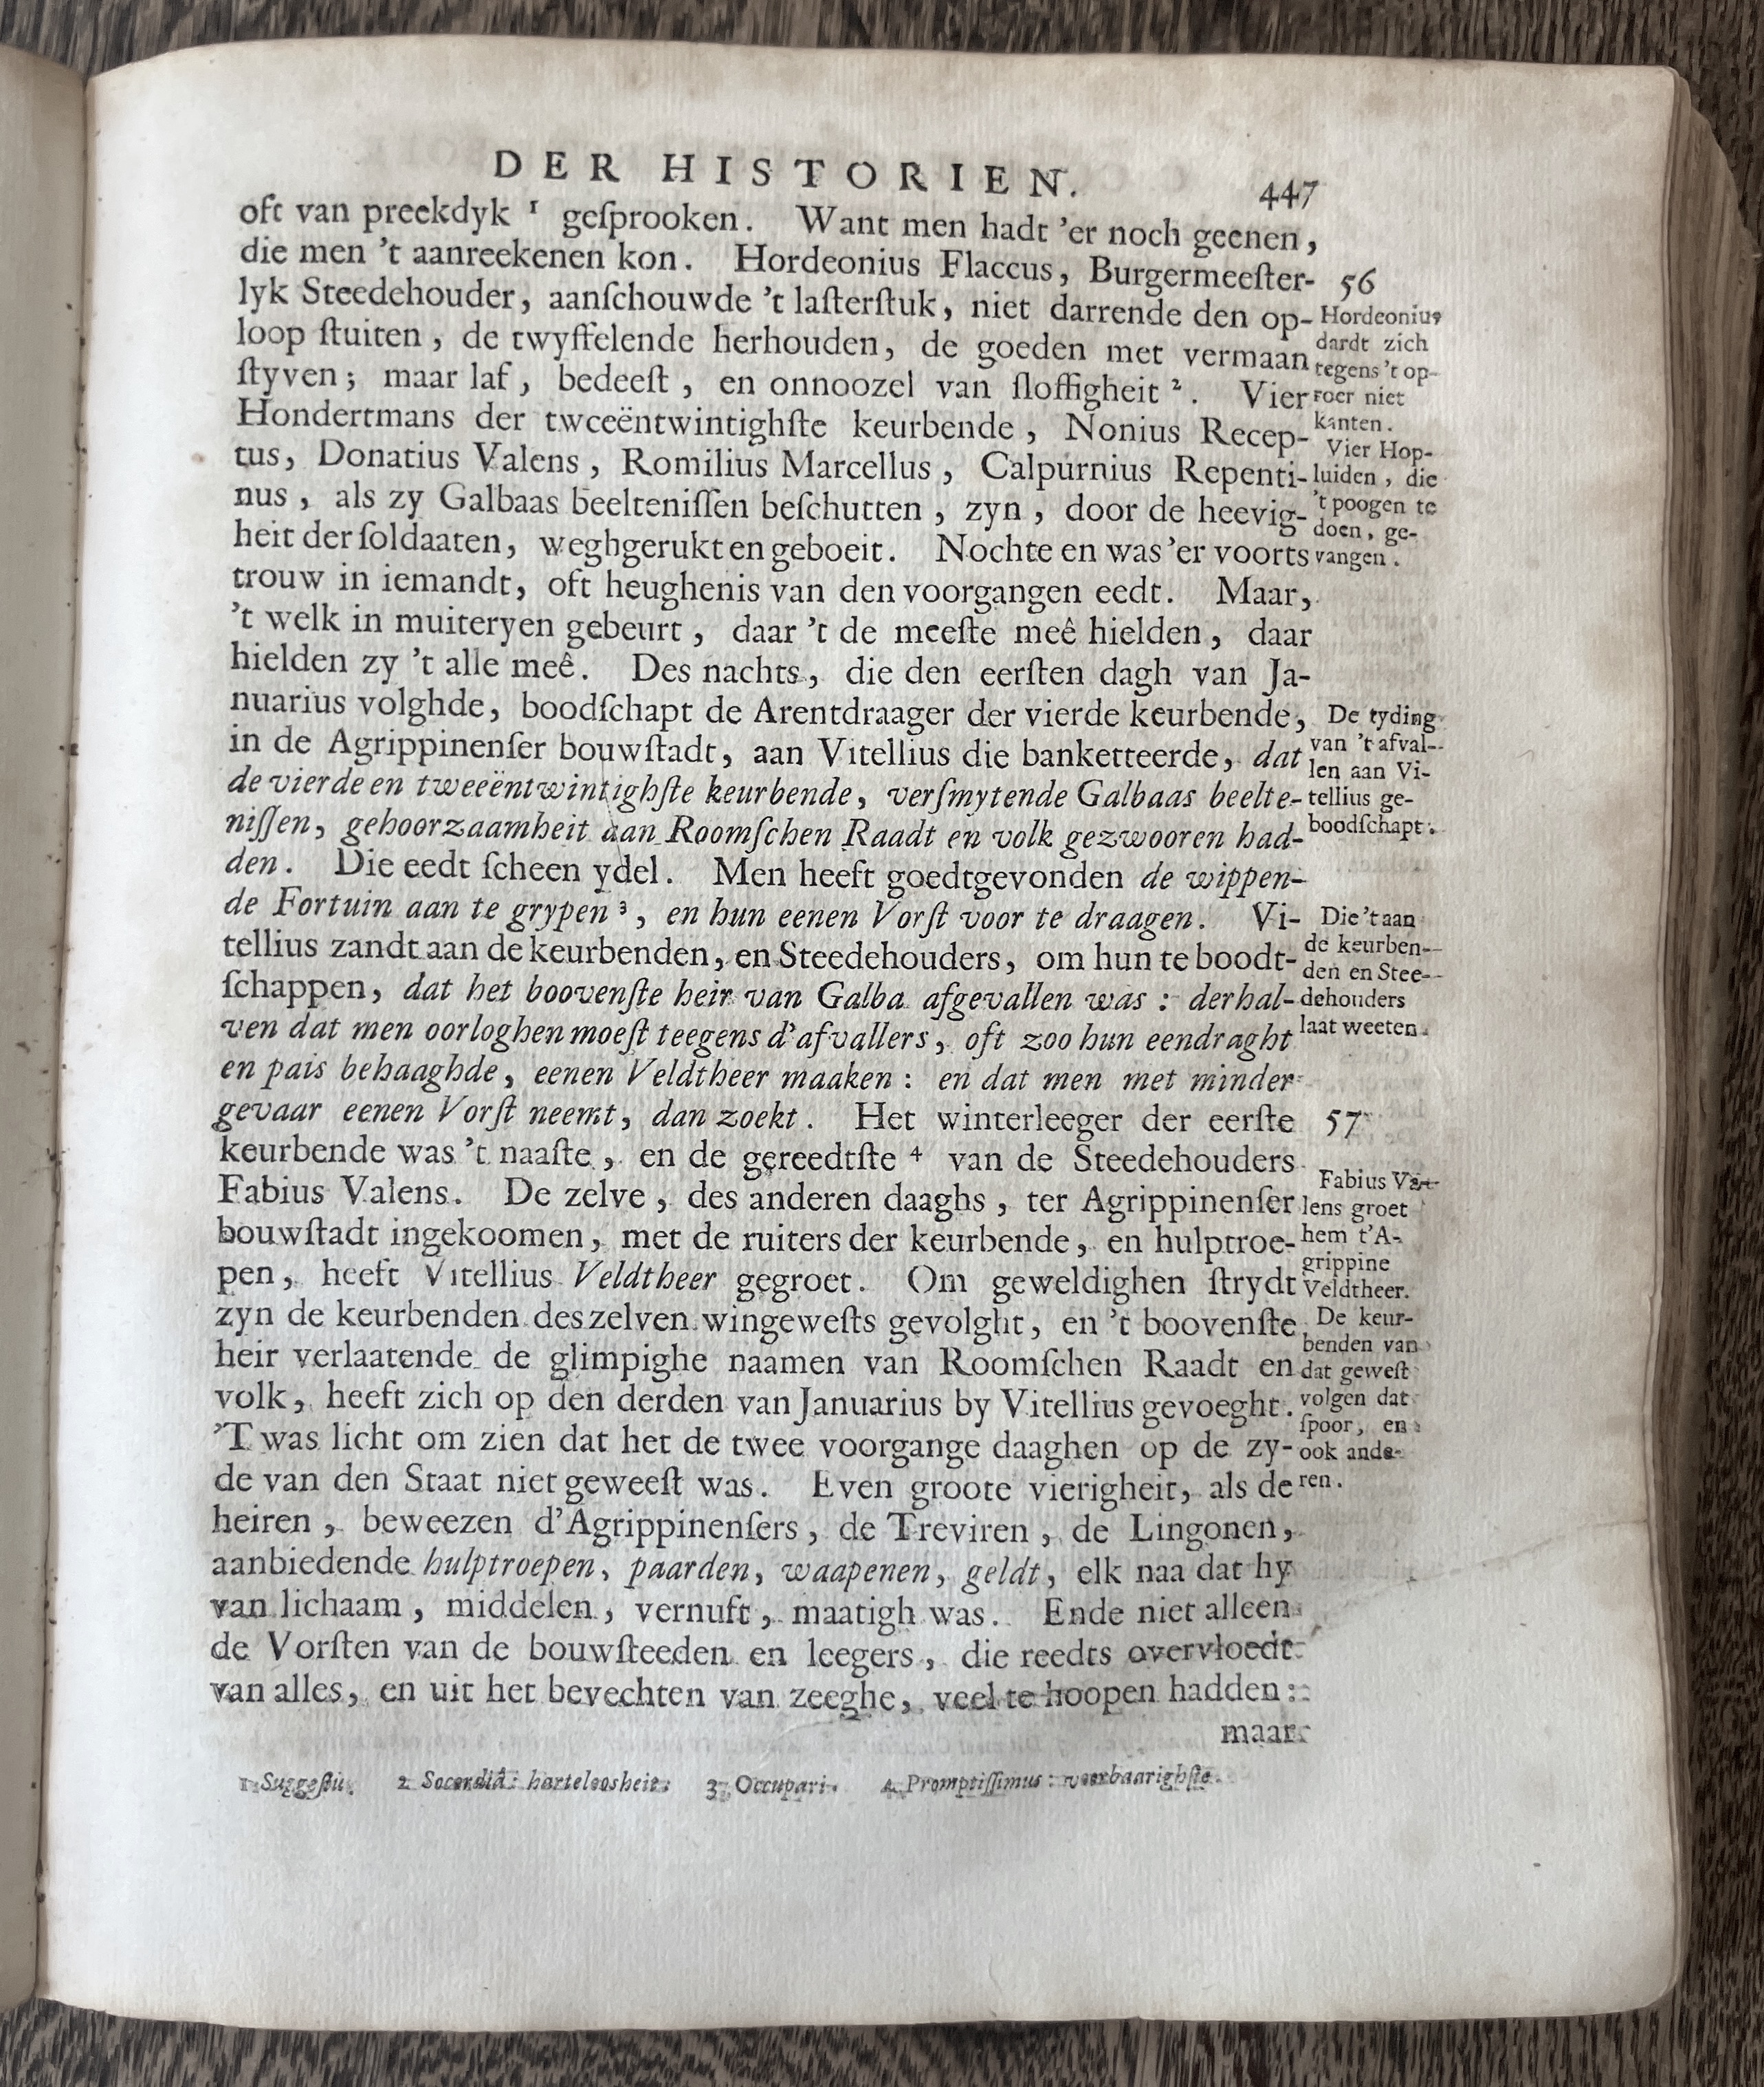 DER HISTORIEN.
447
oft van preekdyk ¹ geſprooken. Want men hadt 'er noch geenen,
die men 't aanreekenen kon. Hordeonius Flaccus, Burgermeeſter-
lyk Steedehouder, aanſchouwde 't laſterſtuk, niet darrende den op-
loop ſtuiten, de twyffelende herhouden, de goeden met vermaan
ſtyven; maar laf, bedeeſt, en onnoozel van ſloffigheit ². Vier
Hondertmans der tweeëntwintighſte keurbende, Nonius Recep-
tus, Donatius Valens, Romilius Marcellus, Calpurnius Repenti-
nus, als zy Galbaas beelteniſſen beſchutten, zyn, door de heevig-
heit der ſoldaaten, weghgerukt en geboeit. Nochte en was 'er voorts
trouw in iemandt, oft heughenis van den voorgangen eedt. Maar,
't welk in muiteryen gebeurt, daar 't de meeſte meê hielden, daar
hielden zy 't alle meê. Des nachts, die den eerſten dagh van Ja-
nuarius volghde, boodſchapt de Arentdraager der vierde keurbende,
in de Agrippinenſer bouwſtadt, aan Vitellius die banketteerde, dat
de vierde en tweeëntwintighſte keurbende, verſmytende Galbaas beelte-
niſſen, gehoorzaamheit aan Roomſchen Raadt en volk gezwooren had-
den. Die eedt ſcheen ydel. Men heeft goedtgevonden de wippen-
de Fortuin aan te grypen ³, en hun eenen Vorſt voor te draagen. Vi-
tellius zandt aan de keurbenden, en Steedehouders, om hun te boodt-
ſchappen, dat het boovenſte heir van Galba afgevallen was: derhal-
ven dat men oorloghen moeſt teegens d'afvallers, oft zoo hun eendraght
en pais behaaghde, eenen Veldtheer maaken: en dat men met minder
gevaar eenen Vorſt neemt, dan zoekt. Het winterleeger der eerſte
keurbende was 't naaſte, en de gereedtſte ⁴ van de Steedehouders
Fabius Valens. De zelve, des anderen daaghs, ter Agrippinenſer
bouwſtadt ingekoomen, met de ruiters der keurbende, en hulptroe-
pen, heeft Vitellius Veldtheer gegroet. Om geweldighen ſtrydt
zyn de keurbenden deszelven wingeweſts gevolght, en 't boovenſte
heir verlaatende de glimpighe naamen van Roomſchen Raadt en
volk, heeft zich op den derden van Januarius by Vitellius gevoeght.
'T was licht om zien dat het de twee voorgange daaghen op de zy-
de van den Staat niet geweeſt was. Even groote vierigheit, als de
heiren, beweezen d'Agrippinenſers, de Treviren, de Lingonen,
aanbiedende hulptroepen, paarden, waapenen, geldt, elk naa dat hy
van lichaam, middelen, vernuft, maatigh was. Ende niet alleen
de Vorſten van de bouwſteeden en leegers, die reedts overvloedt
van alles, en uit het bevechten van zeeghe, veel te hoopen hadden:
maar
56
Hordeonius
dardt zich
tegens 't op-
roer niet
kanten.
Vier Hop-
luiden, die
't poogen te
doen, ge-
vangen.
De tyding
van 't afval-
len aan Vi-
tellius ge-
boodſchapt.
Die 't aan
de keurben-
den en Stee-
dehouders
laat weeten.
57
Fabius Va-
lens groet
hem t'A-
grippine
Veldtheer.
De keur-
benden van
dat geweſt
volgen dat
ſpoor, en
ook ande-
ren.
1 Suggeſtu. 2 Socordiâ: harteloosheit. 3 Occupari. 4 Promptiſſimus: vaerbaarighſte.